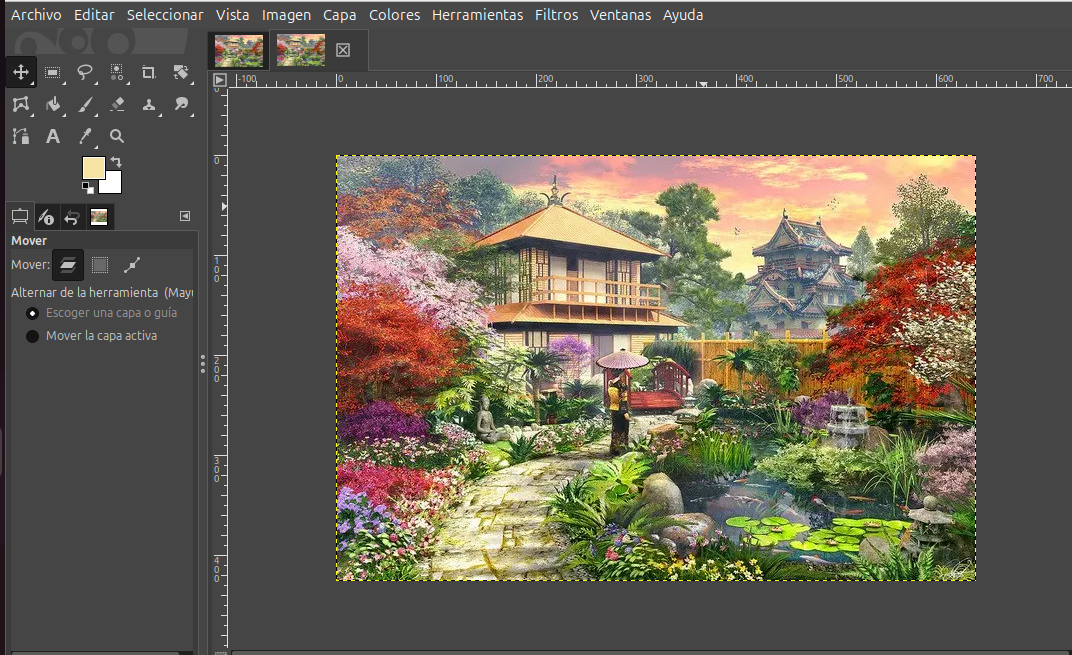 Archivo Editar Seleccionar Vista Imagen Capa Colores Herramientas Filtros Ventanas Ayuda
-100 0 100 200 300 400 500 600 700
0
100
200
300
400
A
Mover
Mover:
Alternar de la herramienta (Mayú
Escoger una capa o guía
Mover la capa activa